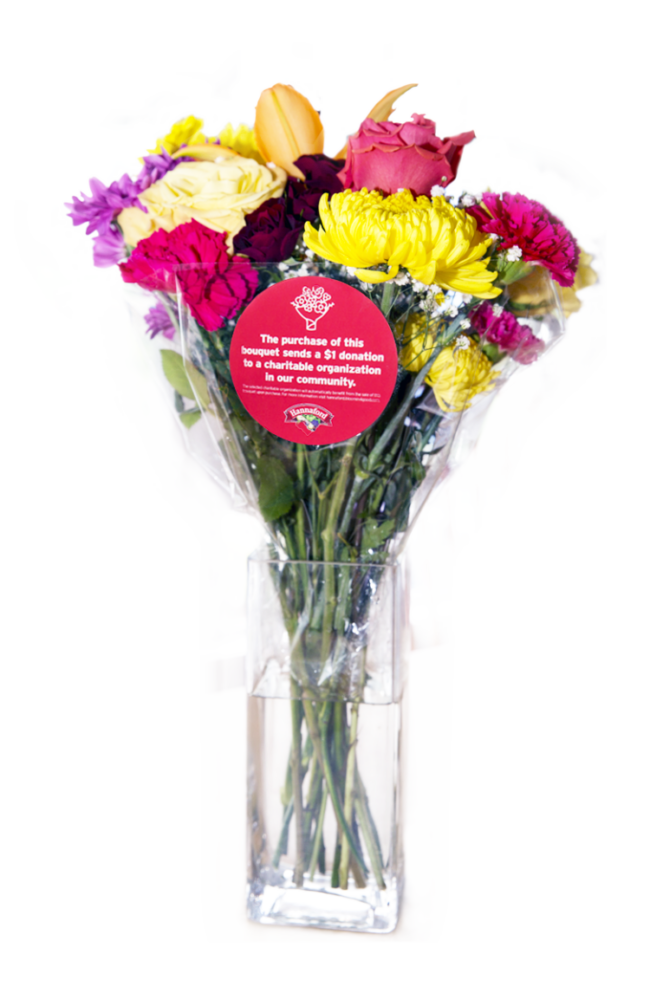 The purchase of this
bouquet sends a $1 donation
to a charitable organization
in our community.
Hannaford